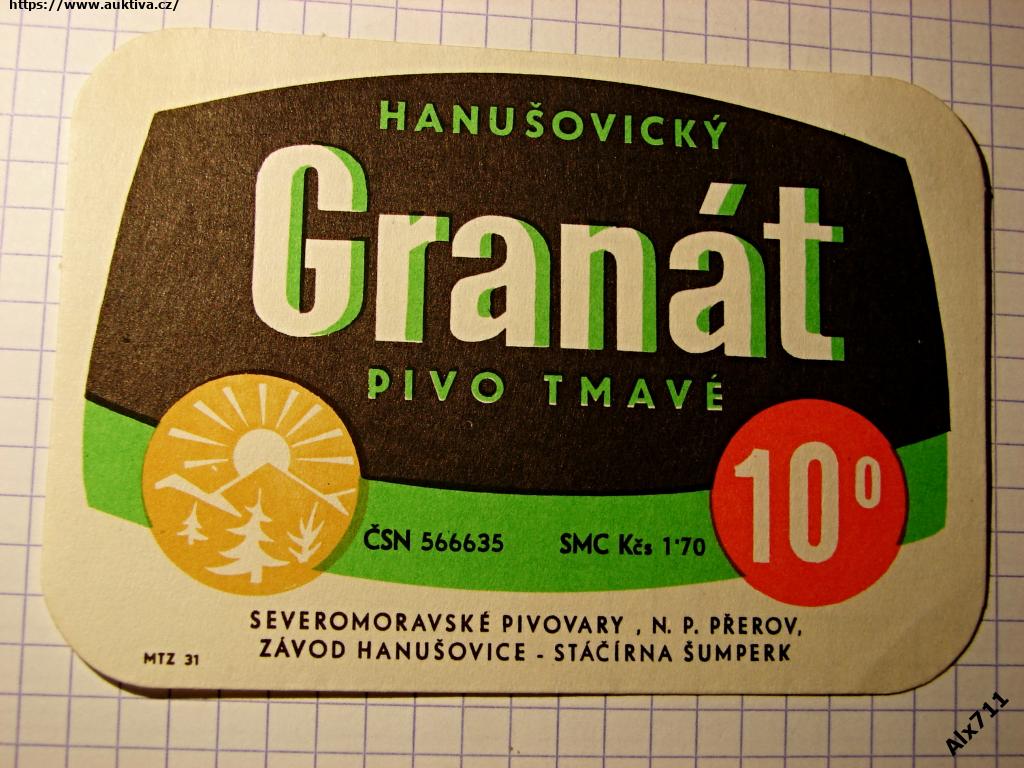 https://www.auktiva.cz/
HANUŠOVICKÝ
Granát
PIVO TMAVÉ
10⁰
ČSN 566635 SMC Kčs 1'70
SEVEROMORAVSKÉ PIVOVARY , N. P. PŘEROV,
ZÁVOD HANUŠOVICE - STÁČÍRNA ŠUMPERK
MTZ 31
Alx711